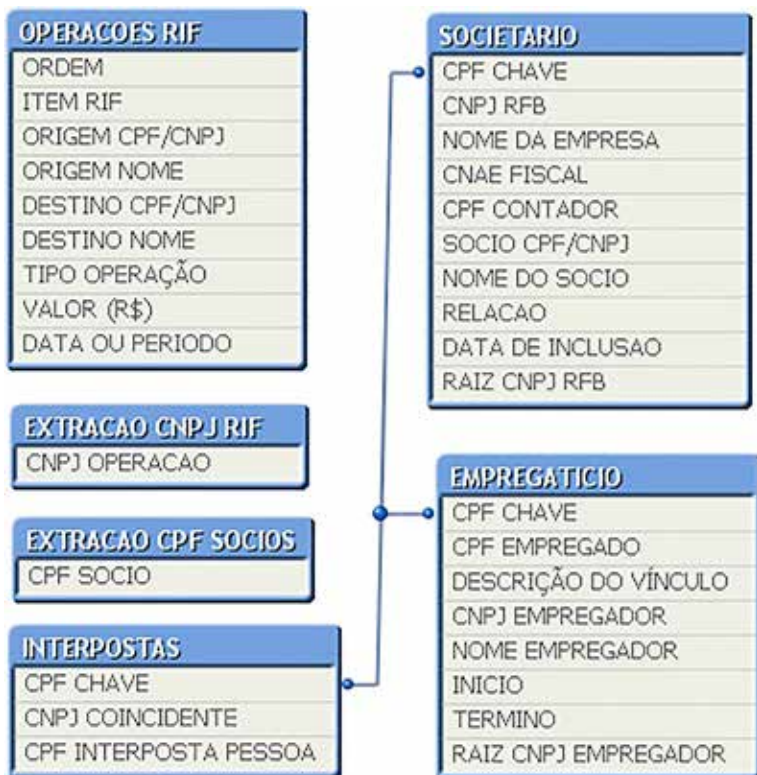 OPERACOES RIF
ORDEM
ITEM RIF
ORIGEM CPF/CNPJ
ORIGEM NOME
DESTINO CPF/CNPJ
DESTINO NOME
TIPO OPERAÇÃO
VALOR (R$)
DATA OU PERIODO
EXTRACAO CNPJ RIF
CNPJ OPERACAO
EXTRACAO CPF SOCIOS
CPF SOCIO
INTERPOSTAS
CPF CHAVE
CNPJ COINCIDENTE
CPF INTERPOSTA PESSOA
SOCIETARIO
CPF CHAVE
CNPJ RFB
NOME DA EMPRESA
CNAE FISCAL
CPF CONTADOR
SOCIO CPF/CNPJ
NOME DO SOCIO
RELACAO
DATA DE INCLUSAO
RAIZ CNPJ RFB
EMPREGATICIO
CPF CHAVE
CPF EMPREGADO
DESCRIÇÃO DO VÍNCULO
CNPJ EMPREGADOR
NOME EMPREGADOR
INICIO
TERMINO
RAIZ CNPJ EMPREGADOR